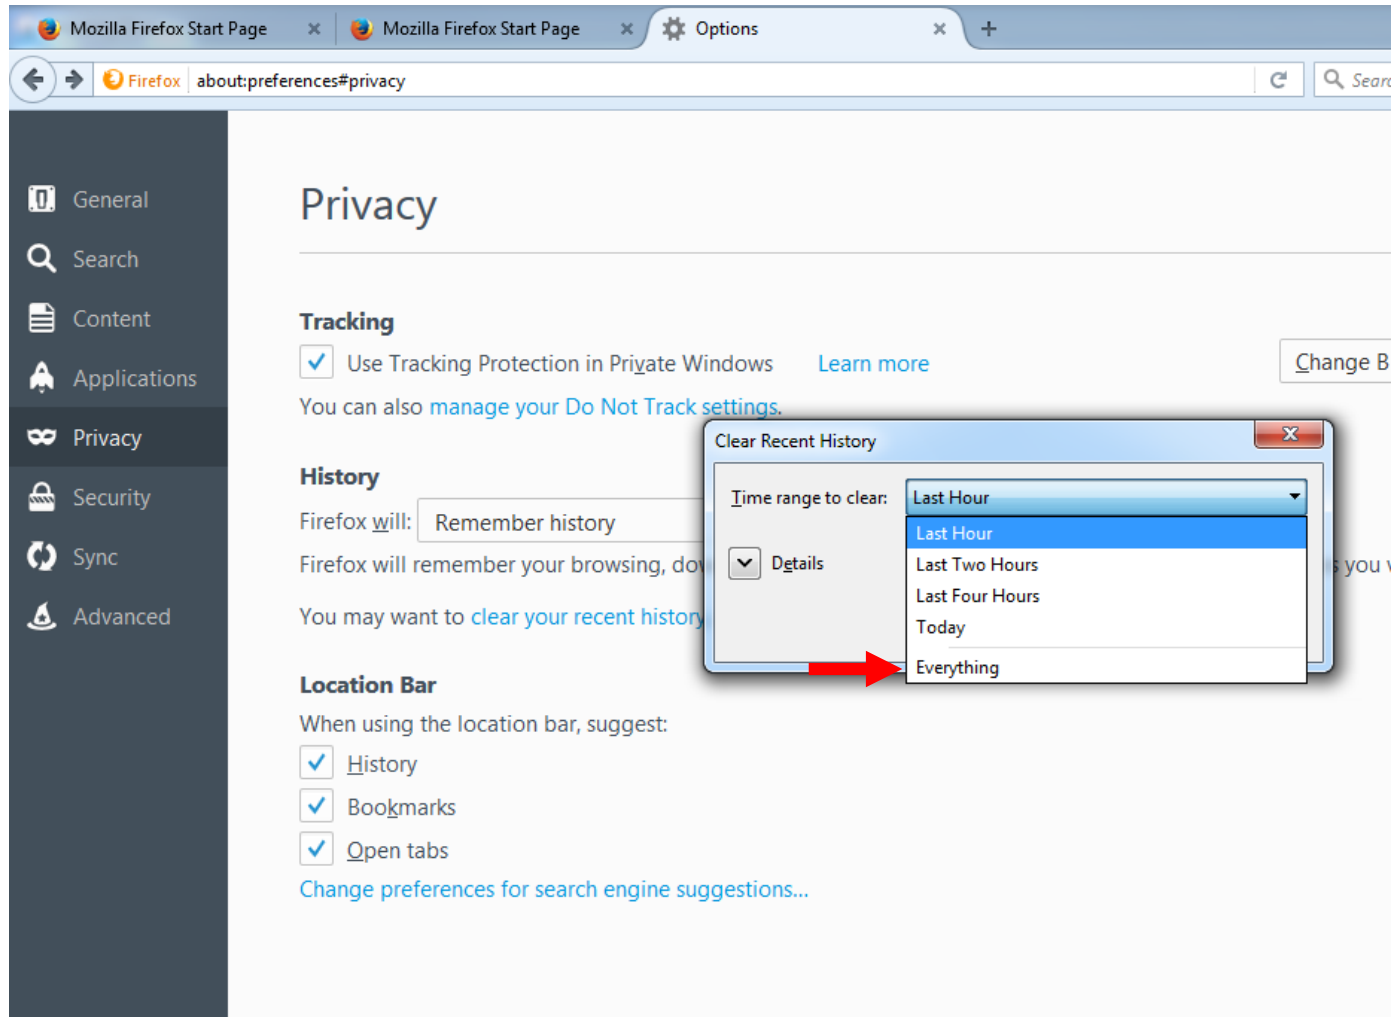 Mozilla Firefox Start Page
Mozilla Firefox Start Page
Options
Firefox about:preferences#privacy
General
Search
Content
Applications
Privacy
Security
Sync
Advanced
Privacy
Tracking
Use Tracking Protection in Private Windows Learn more
Change B
You can also manage your Do Not Track settings.
History
Firefox will: Remember history
Firefox will remember your browsing,
s you
You may want to clear your recent history
Clear Recent History
Time range to clear: Last Hour
Last Hour
Last Two Hours
Last Four Hours
Today
Everything
Details
Location Bar
When using the location bar, suggest:
History
Bookmarks
Open tabs
Change preferences for search engine suggestions...